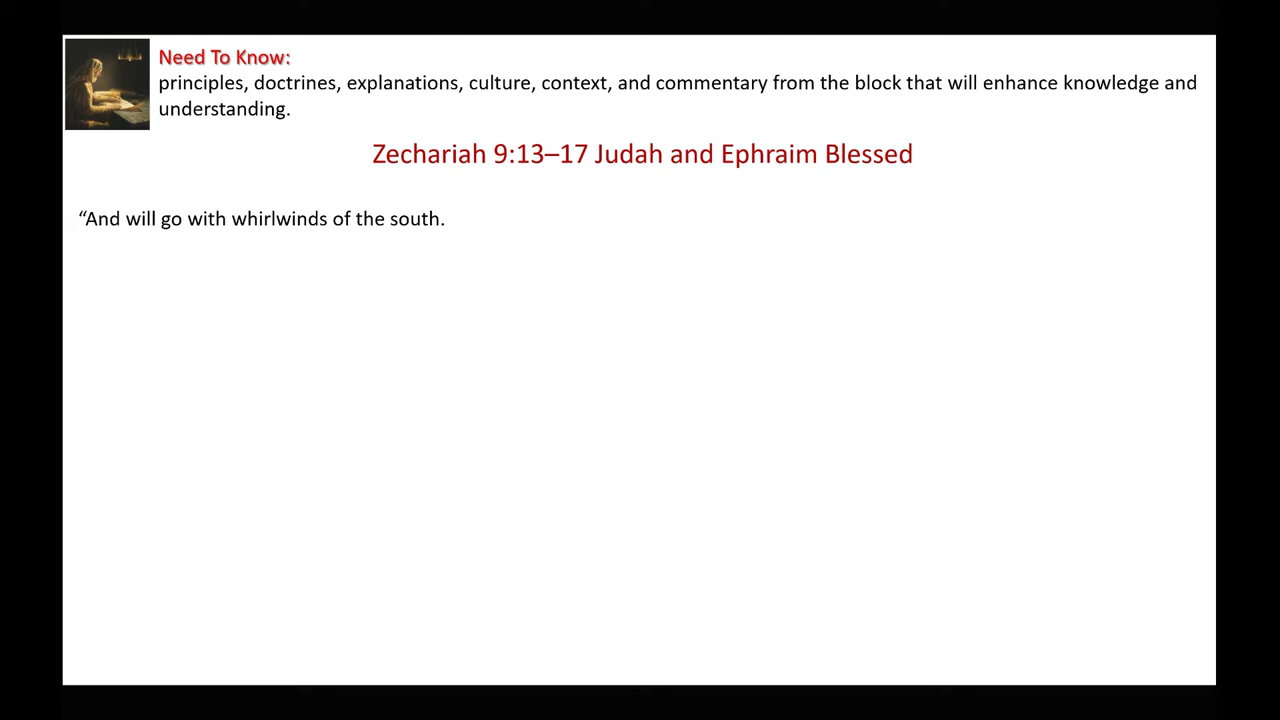 Need To Know:
principles, doctrines, explanations, culture, context, and commentary from the block that will enhance knowledge and
understanding.
Zechariah 9:13–17 Judah and Ephraim Blessed
“And will go with whirlwinds of the south.